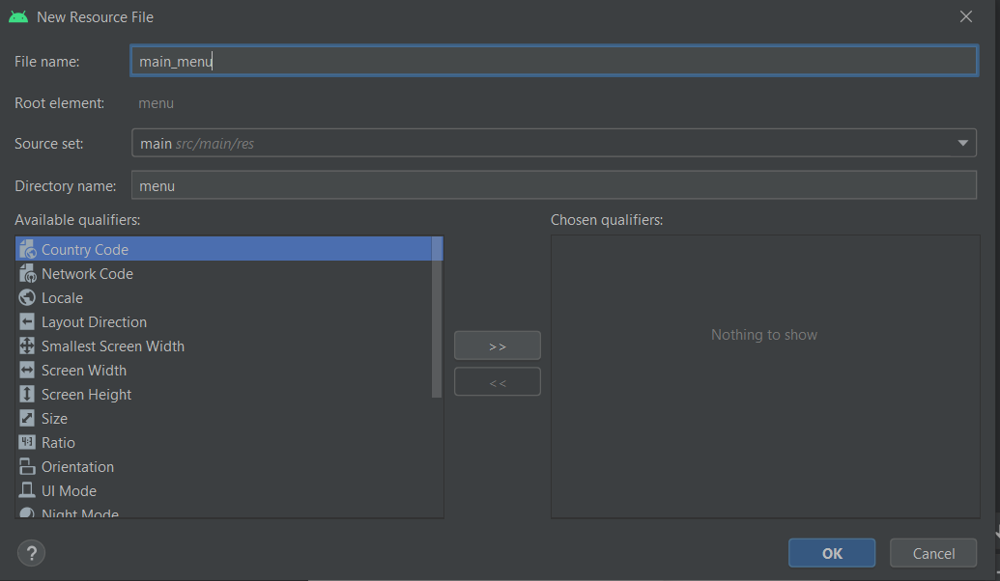 New Resource File
File name: main_menu
Root element: menu
Source set: main src/main/res
Directory name: menu
Available qualifiers:
Chosen qualifiers:
Country Code
Network Code
Locale
Layout Direction
Smallest Screen Width
Screen Width
Screen Height
Size
Ratio
Orientation
UI Mode
Night Mode
>>
<<
Nothing to show
?
OK
Cancel